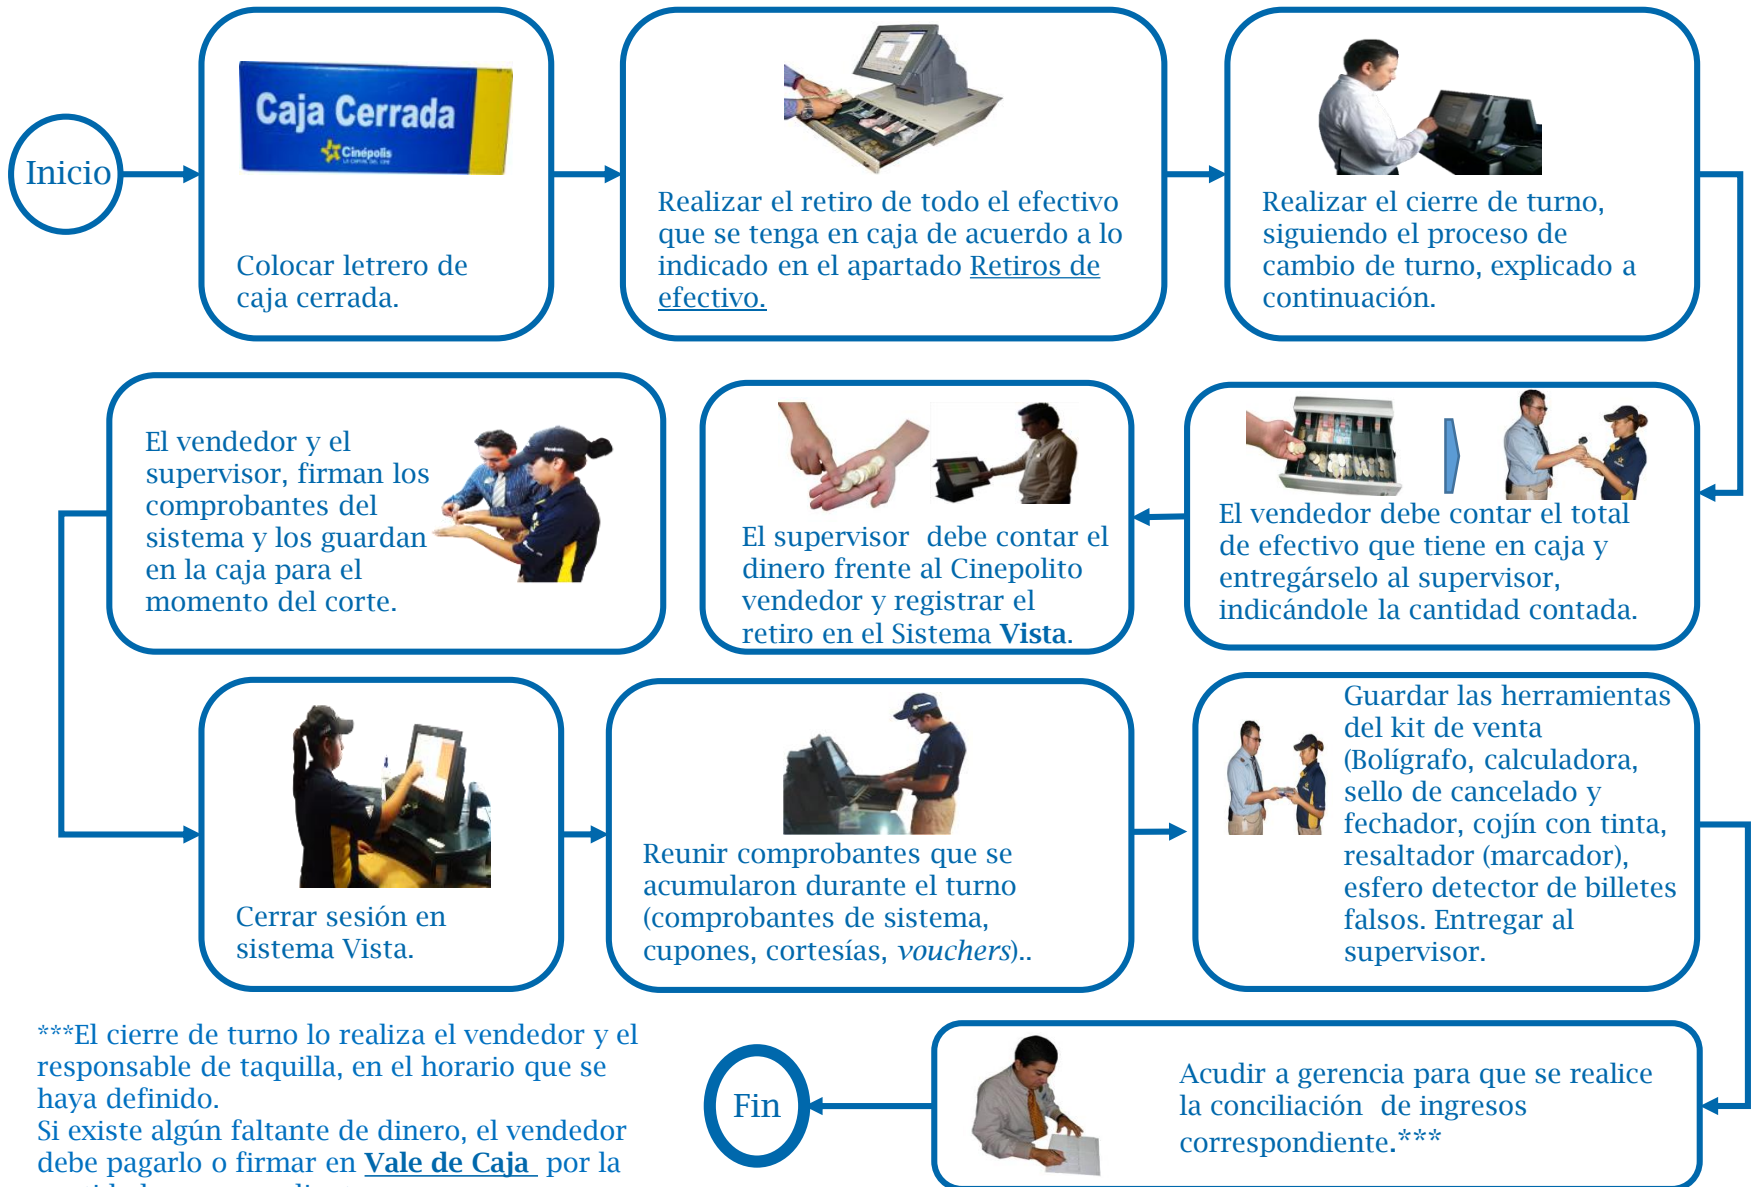 Inicio
Caja Cerrada
Cinépolis
LA CAPITAL DEL CINE
Colocar letrero de
caja cerrada.
Realizar el retiro de todo el efectivo
que se tenga en caja de acuerdo a lo
indicado en el apartado Retiros de
efectivo.
Realizar el cierre de turno,
siguiendo el proceso de
cambio de turno, explicado a
continuación.
El vendedor debe contar el total
de efectivo que tiene en caja y
entregárselo al supervisor,
indicándole la cantidad contada.
El supervisor debe contar el
dinero frente al Cinepolito
vendedor y registrar el
retiro en el Sistema Vista.
El vendedor y el
supervisor, firman los
comprobantes del
sistema y los guardan
en la caja para el
momento del corte.
Cerrar sesión en
sistema Vista.
Reunir comprobantes que se
acumularon durante el turno
(comprobantes de sistema,
cupones, cortesías, vouchers)..
Guardar las herramientas
del kit de venta
(Bolígrafo, calculadora,
sello de cancelado y
fechador, cojín con tinta,
resaltador (marcador),
esfero detector de billetes
falsos. Entregar al
supervisor.
Acudir a gerencia para que se realice
la conciliación de ingresos
correspondiente.***
Fin
***El cierre de turno lo realiza el vendedor y el
responsable de taquilla, en el horario que se
haya definido.
Si existe algún faltante de dinero, el vendedor
debe pagarlo o firmar en Vale de Caja por la